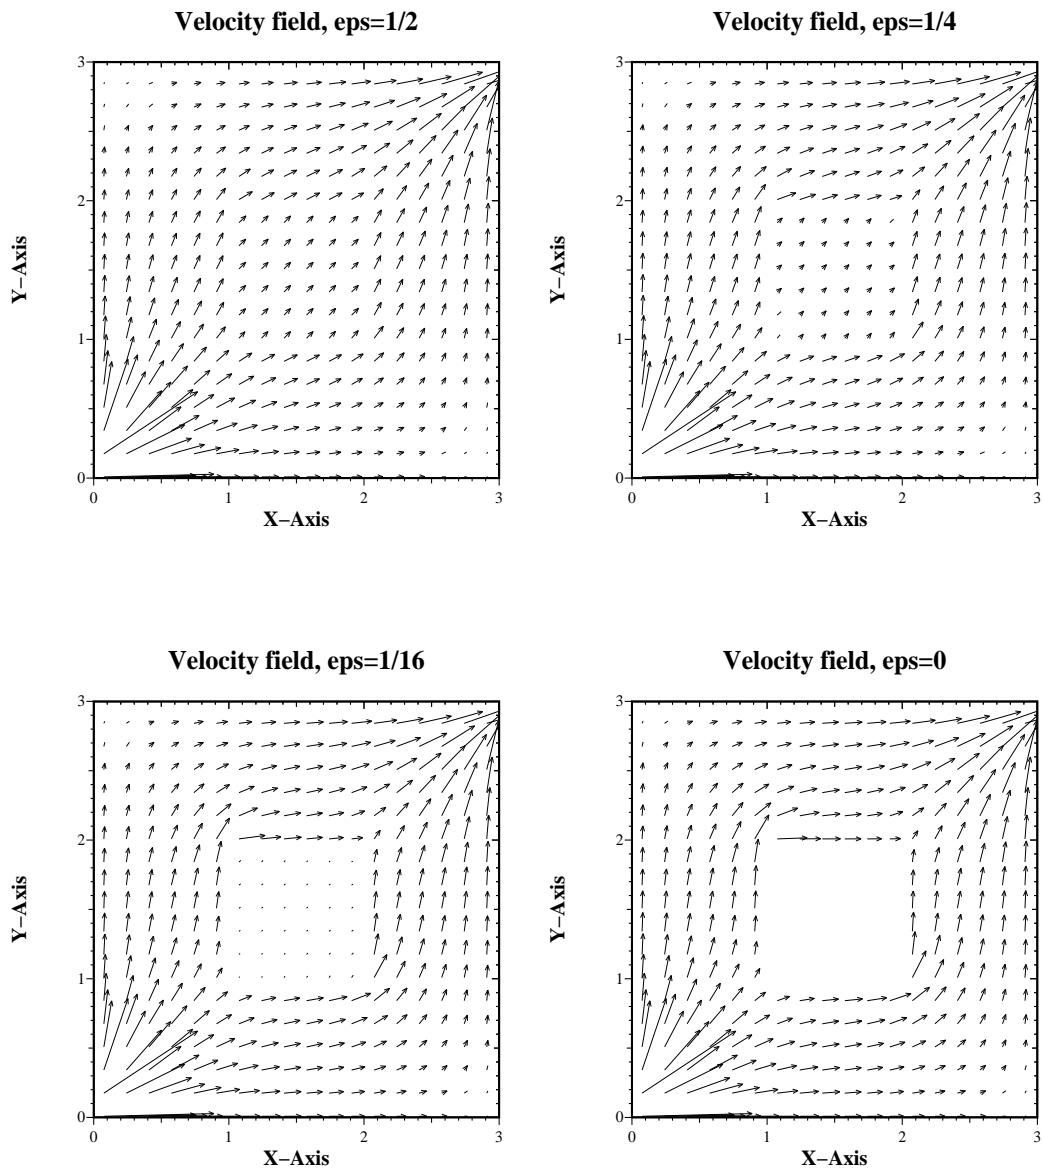 Velocity field, eps=1/2
3
2
1
0
0 1 2 3
X-Axis
Y-Axis
Velocity field, eps=1/4
3
2
1
0
0 1 2 3
X-Axis
Y-Axis
Velocity field, eps=1/16
3
2
1
0
0 1 2 3
X-Axis
Y-Axis
Velocity field, eps=0
3
2
1
0
0 1 2 3
X-Axis
Y-Axis